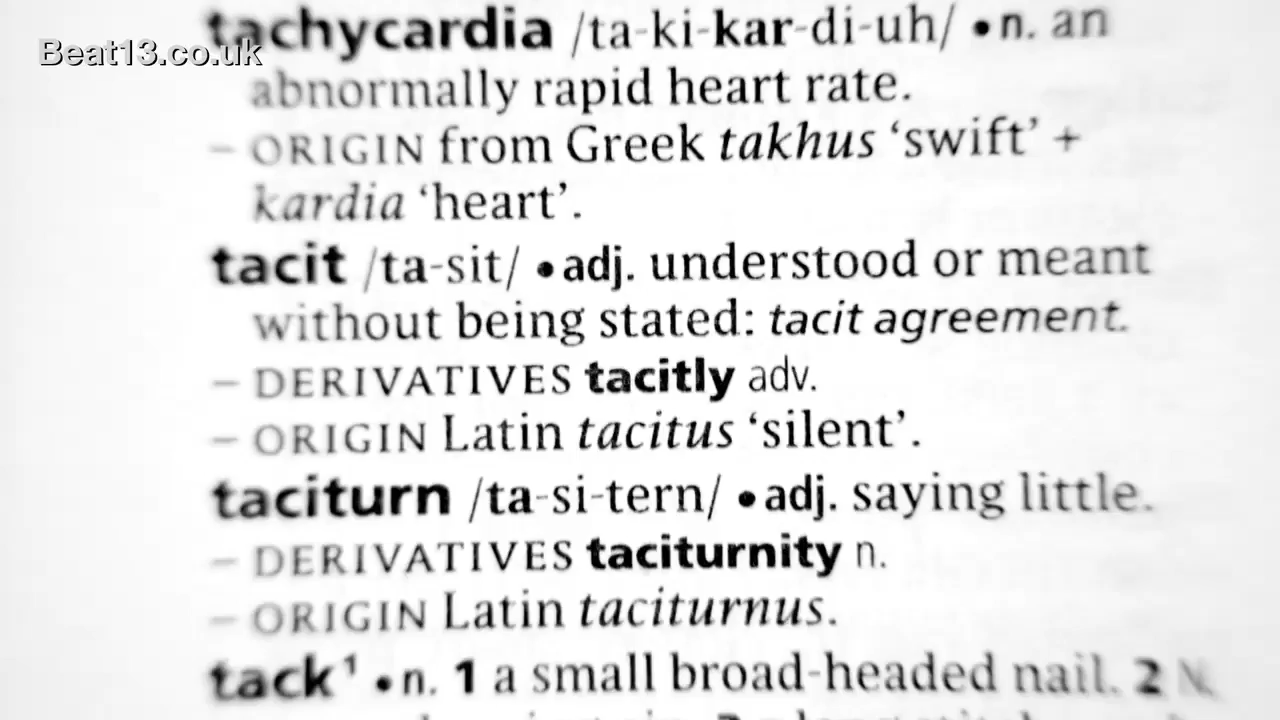 Beat13.co.uk
tachycardia /ta-ki-kar-di-uh/ • n. an
abnormally rapid heart rate.
– ORIGIN from Greek takhus ‘swift’ +
kardia ‘heart’.
tacit /ta-sit/ • adj. understood or meant
without being stated: tacit agreement.
– DERIVATIVES tacitly adv.
– ORIGIN Latin tacitus ‘silent’.
taciturn /ta-si-tern/ • adj. saying little.
– DERIVATIVES taciturnity n.
– ORIGIN Latin taciturnus.
tack¹ • n. 1 a small broad-headed nail. 2 N.